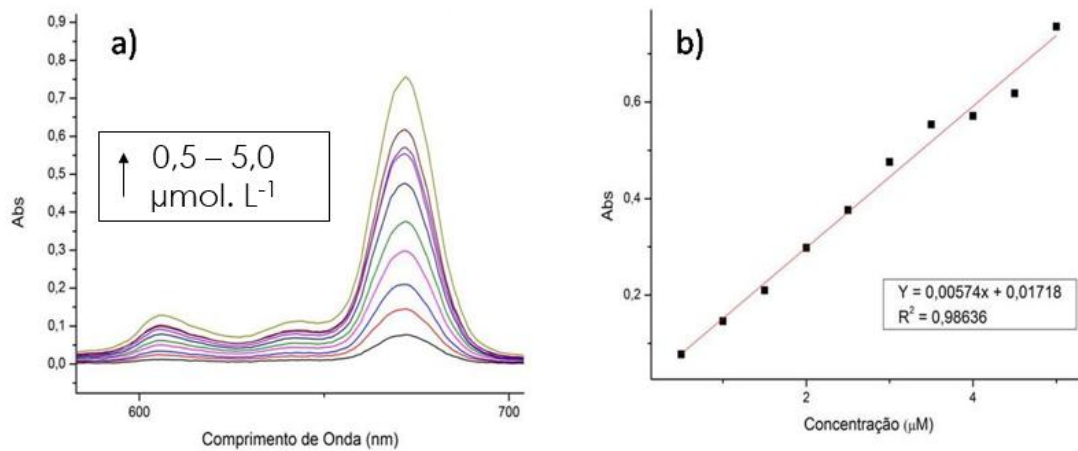 a)
0,9
0,8
0,7
0,6
0,5
0,4
0,3
0,2
0,1
0,0
Abs
0,5 – 5,0
µmol. L-1
600
700
Comprimento de Onda (nm)
b)
0,6
0,4
0,2
Abs
Y = 0,00574x + 0,01718
R2 = 0,98636
2
4
Concentração (µM)